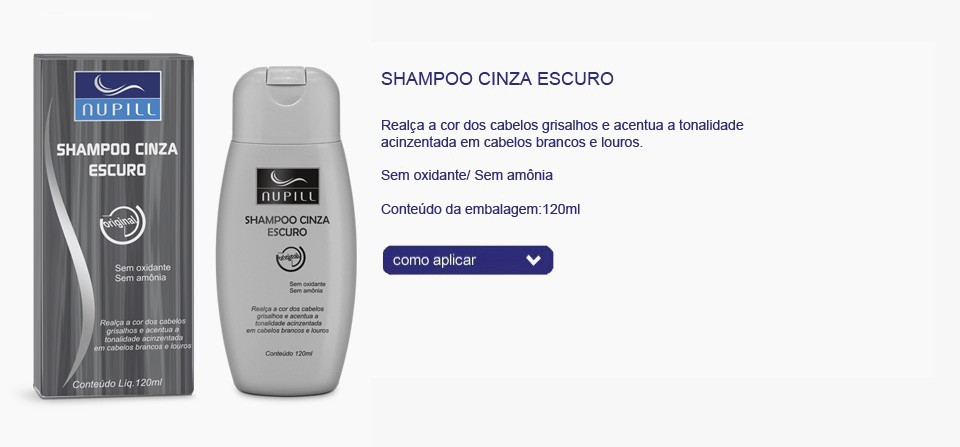 NUPILL
SHAMPOO CINZA
ESCURO
original
Sem oxidante
Sem amônia
Realça a cor dos cabelos
grisalhos e acentua a
tonalidade acinzentada
em cabelos brancos e louros
Conteúdo Líq.120ml
NUPILL
SHAMPOO CINZA
ESCURO
original
Sem oxidante
Sem amônia
Realça a cor dos cabelos
grisalhos e acentua a
tonalidade acinzentada
em cabelos brancos e louros
Conteúdo 120ml
SHAMPOO CINZA ESCURO
Realça a cor dos cabelos grisalhos e acentua a tonalidade
acinzentada em cabelos brancos e louros.
Sem oxidante/ Sem amônia
Conteúdo da embalagem:120ml
como aplicar